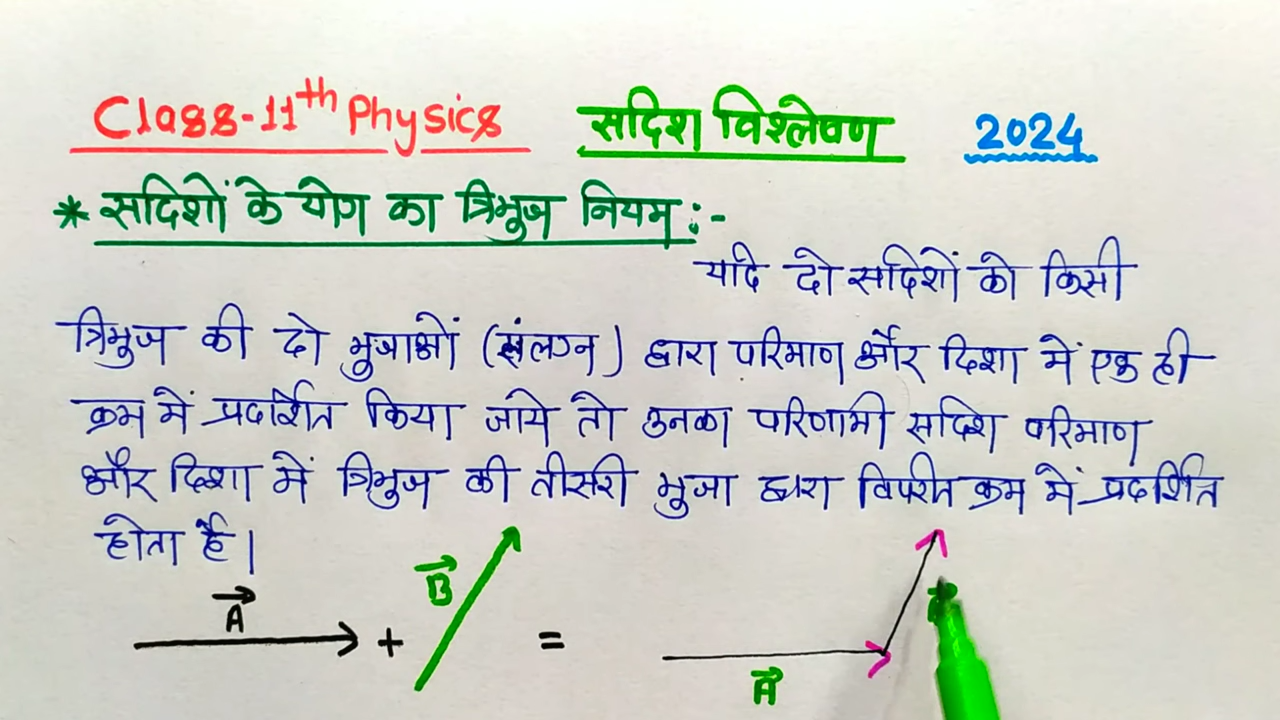 Class-11th Physics सदिश विश्लेषण 2024
* सदिशों के योग का त्रिभुज नियम :-
यदि दो सदिशों को किसी
त्रिभुज की दो भुजाओं (संलग्न) द्वारा परिमाण और दिशा में एक ही
क्रम में प्रदर्शित किया जाये तो उनका परिणामी सदिश परिमाण
और दिशा में त्रिभुज की तीसरी भुजा द्वारा विपरीत क्रम में प्रदर्शित
होता है।
A⃗ + B⃗ = A⃗